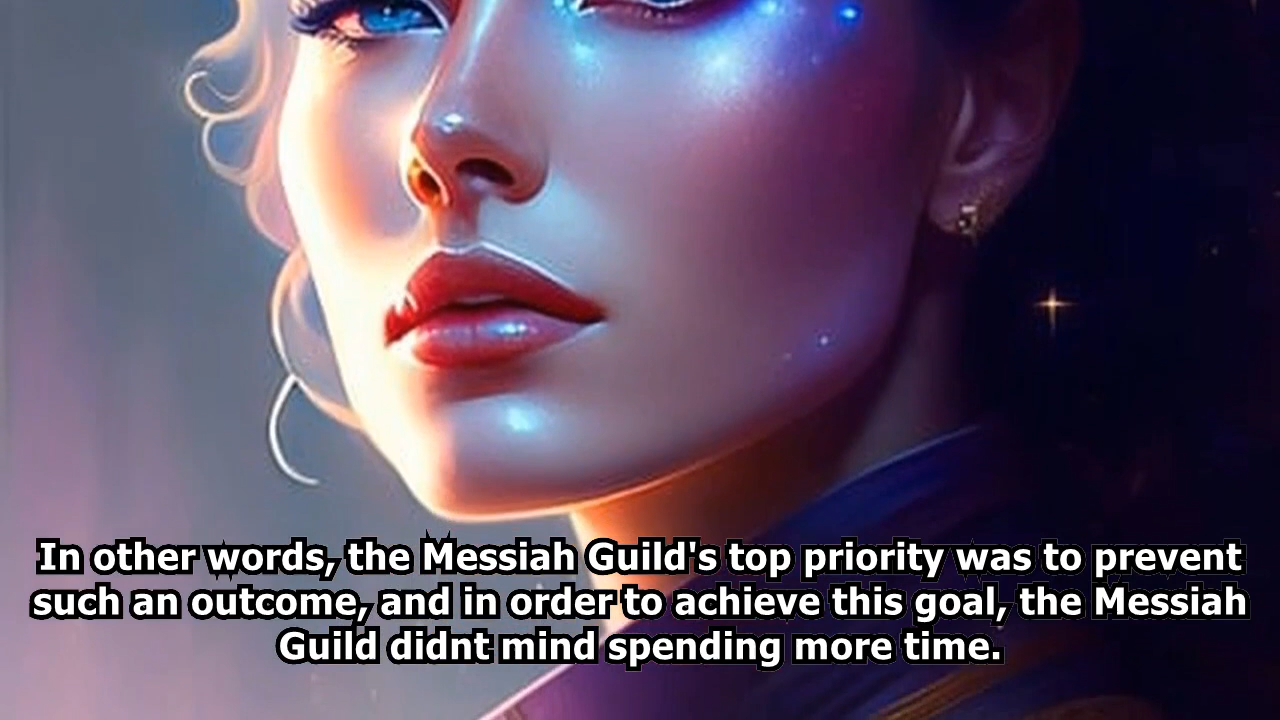 In other words, the Messiah Guild's top priority was to prevent
such an outcome, and in order to achieve this goal, the Messiah
Guild didnt mind spending more time.